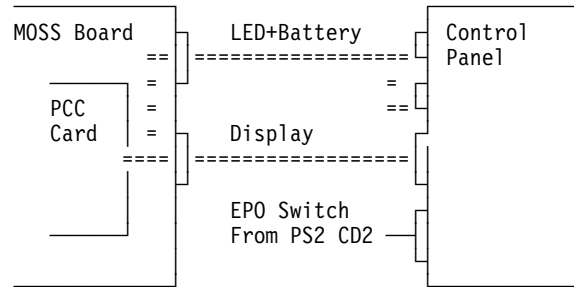 MOSS Board LED+Battery Control
Panel
PCC
Card Display
EPO Switch
From PS2 CD2